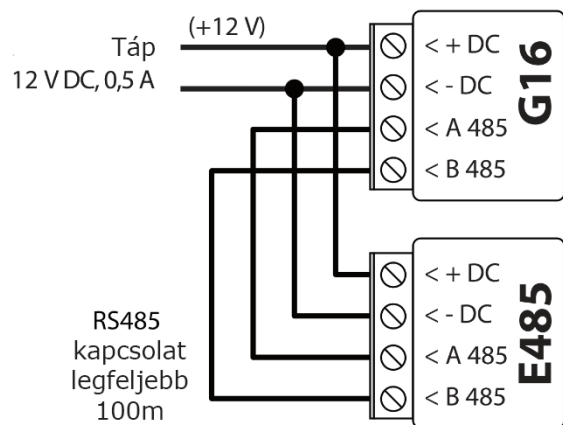 Táp
(+12 V)
12 V DC, 0,5 A
< + DC
< - DC
< A 485
< B 485
G16
< + DC
< - DC
< A 485
< B 485
E485
RS485
kapcsolat
legfeljebb
100m